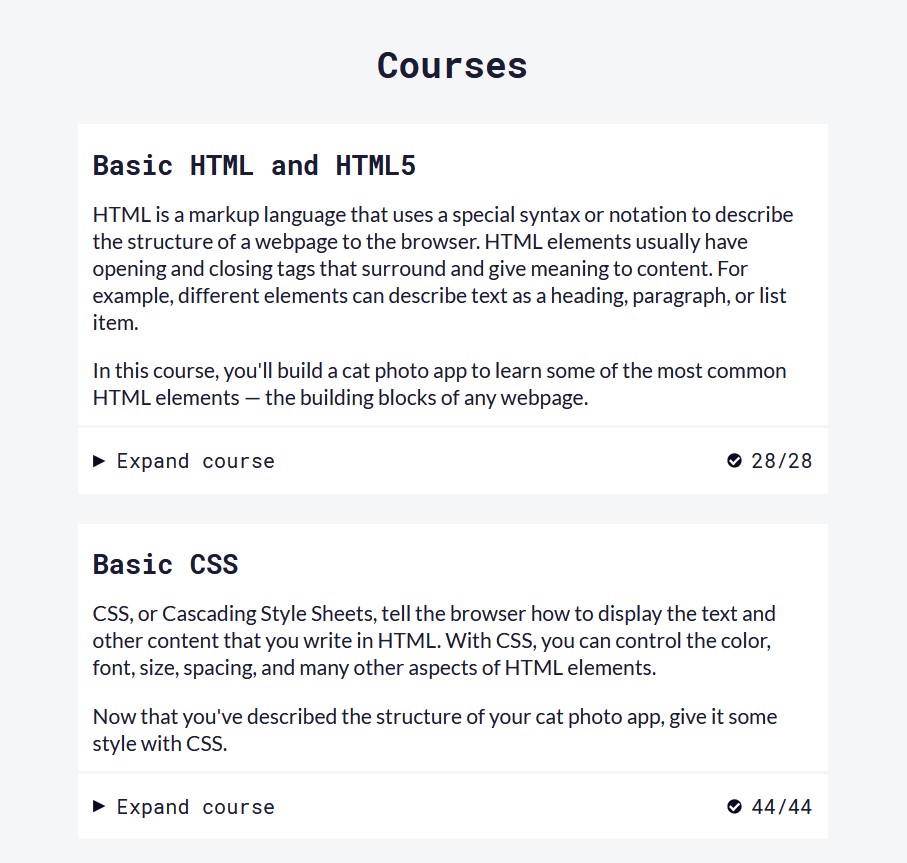 Courses
Basic HTML and HTML5
HTML is a markup language that uses a special syntax or notation to describe
the structure of a webpage to the browser. HTML elements usually have
opening and closing tags that surround and give meaning to content. For
example, different elements can describe text as a heading, paragraph, or list
item.
In this course, you'll build a cat photo app to learn some of the most common
HTML elements — the building blocks of any webpage.
Expand course 28/28
Basic CSS
CSS, or Cascading Style Sheets, tell the browser how to display the text and
other content that you write in HTML. With CSS, you can control the color,
font, size, spacing, and many other aspects of HTML elements.
Now that you've described the structure of your cat photo app, give it some
style with CSS.
Expand course 44/44